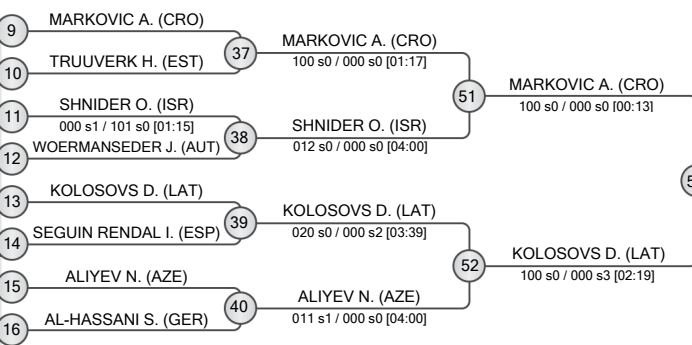 9
MARKOVIC A. (CRO)
10
TRUUVERK H. (EST)
37
MARKOVIC A. (CRO)
100 s0 / 000 s0 [01:17]
11
SHNIDER O. (ISR)
000 s1 / 101 s0 [01:15]
12
WOERMANSEDER J. (AUT)
38
SHNIDER O. (ISR)
012 s0 / 000 s0 [04:00]
51
MARKOVIC A. (CRO)
100 s0 / 000 s0 [00:13]
13
KOLOSOVS D. (LAT)
14
SEGUIN RENDAL I. (ESP)
39
KOLOSOVS D. (LAT)
020 s0 / 000 s2 [03:39]
15
ALIYEV N. (AZE)
16
AL-HASSANI S. (GER)
40
ALIYEV N. (AZE)
011 s1 / 000 s0 [04:00]
52
KOLOSOVS D. (LAT)
100 s0 / 000 s3 [02:19]